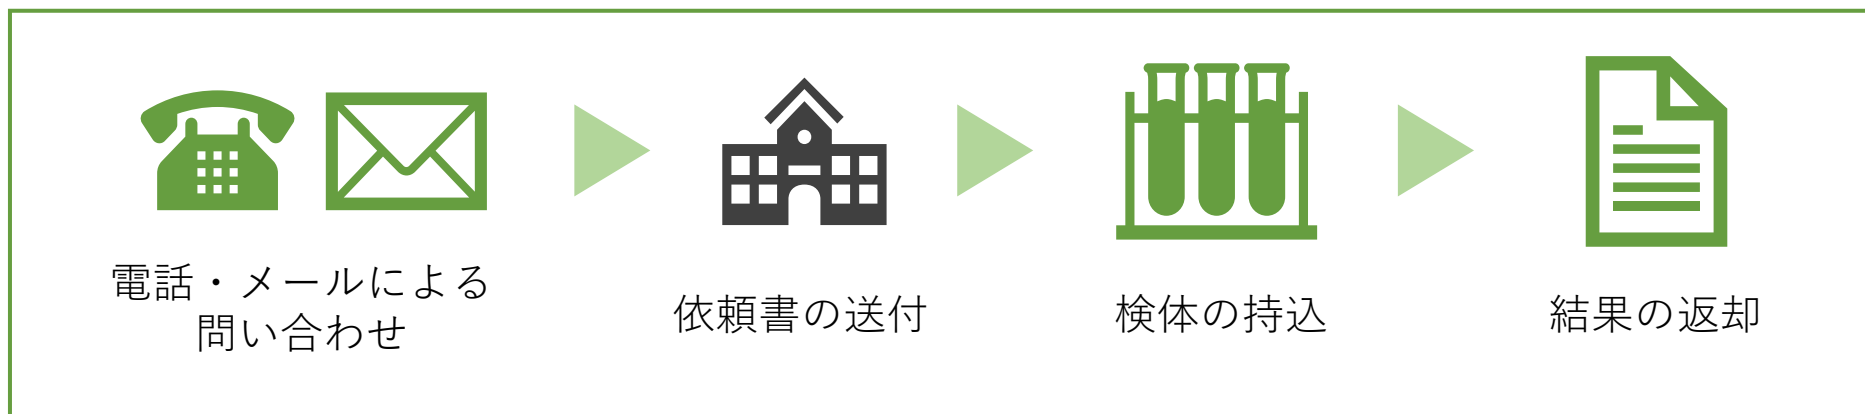 電話・メールによる
問い合わせ
依頼書の送付
検体の持込
結果の返却